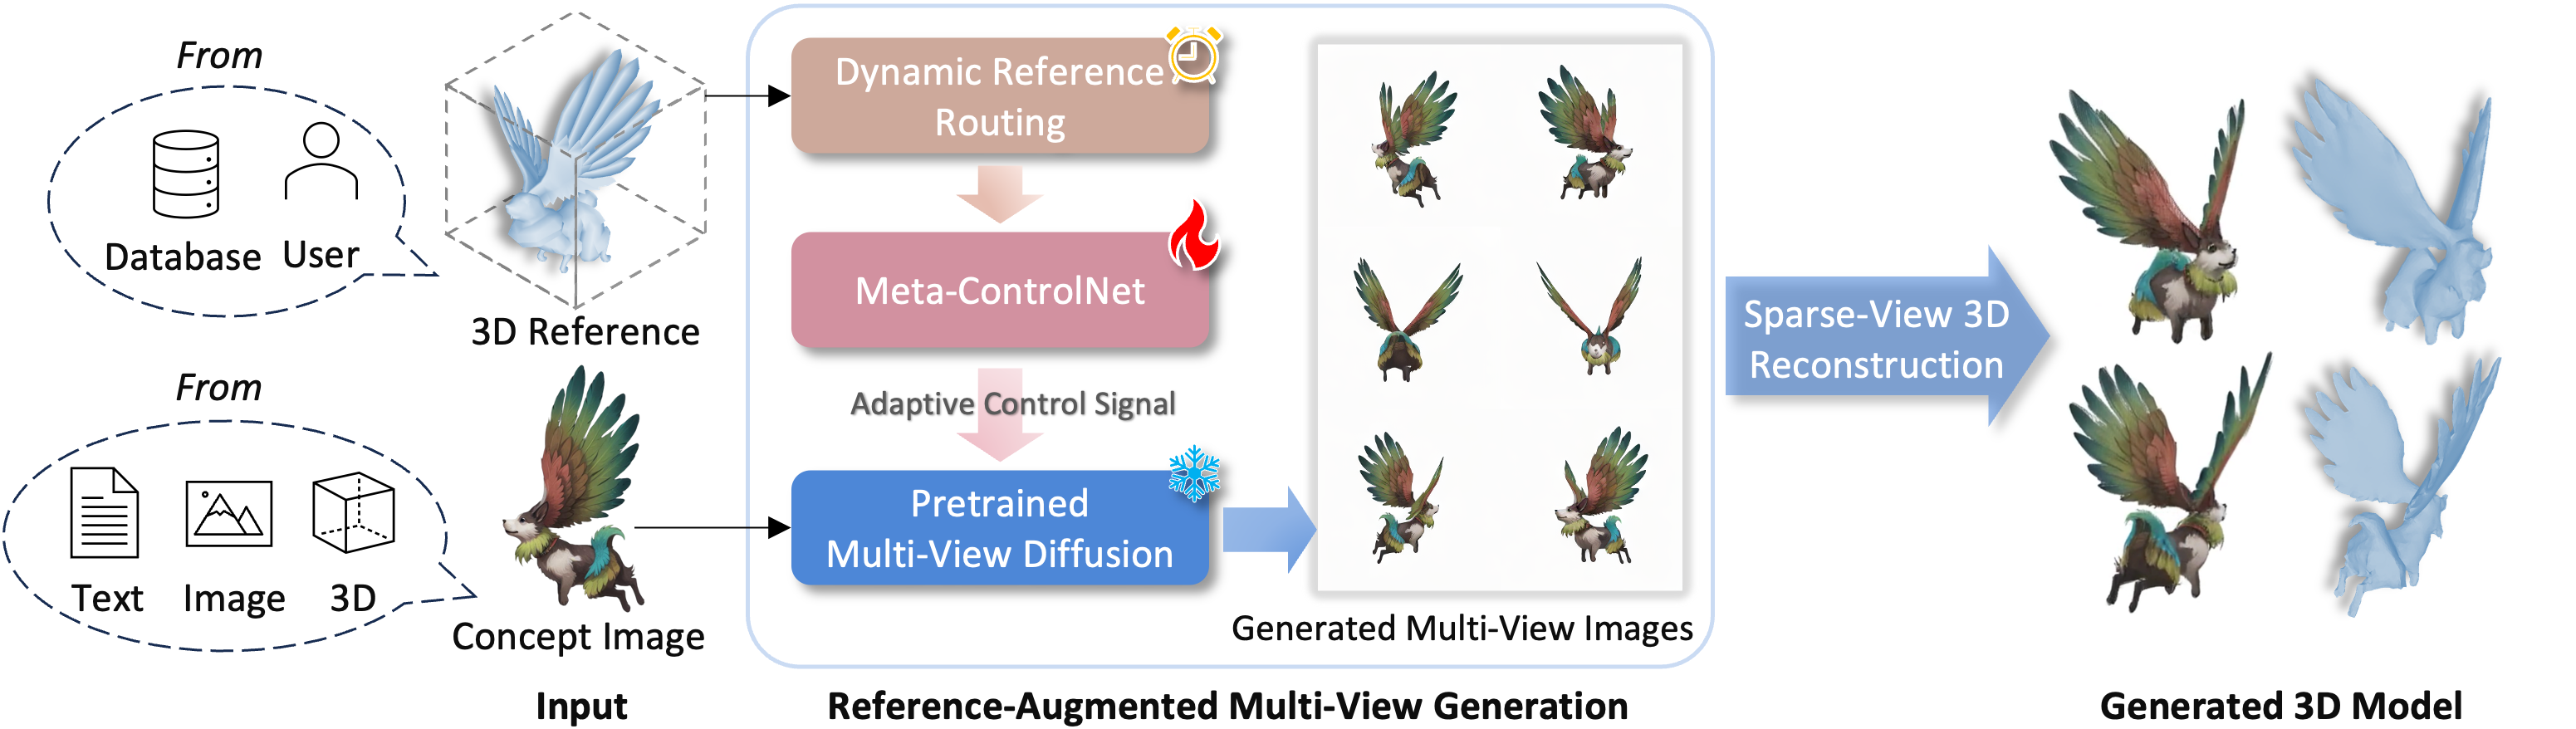 From
Database
User
3D Reference
From
Text
Image
3D
Concept Image
Input
Dynamic Reference
Routing
Meta-ControlNet
Adaptive Control Signal
Pretrained
Multi-View Diffusion
Generated Multi-View Images
Reference-Augmented Multi-View Generation
Sparse-View 3D
Reconstruction
Generated 3D Model